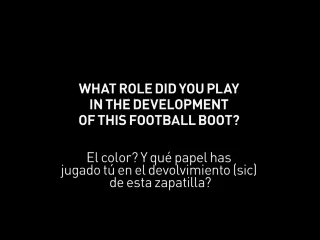 WHAT ROLE DID YOU PLAY
IN THE DEVELOPMENT
OF THIS FOOTBALL BOOT?
El color? Y qué papel has
jugado tú en el devolvimiento (sic)
de esta zapatilla?